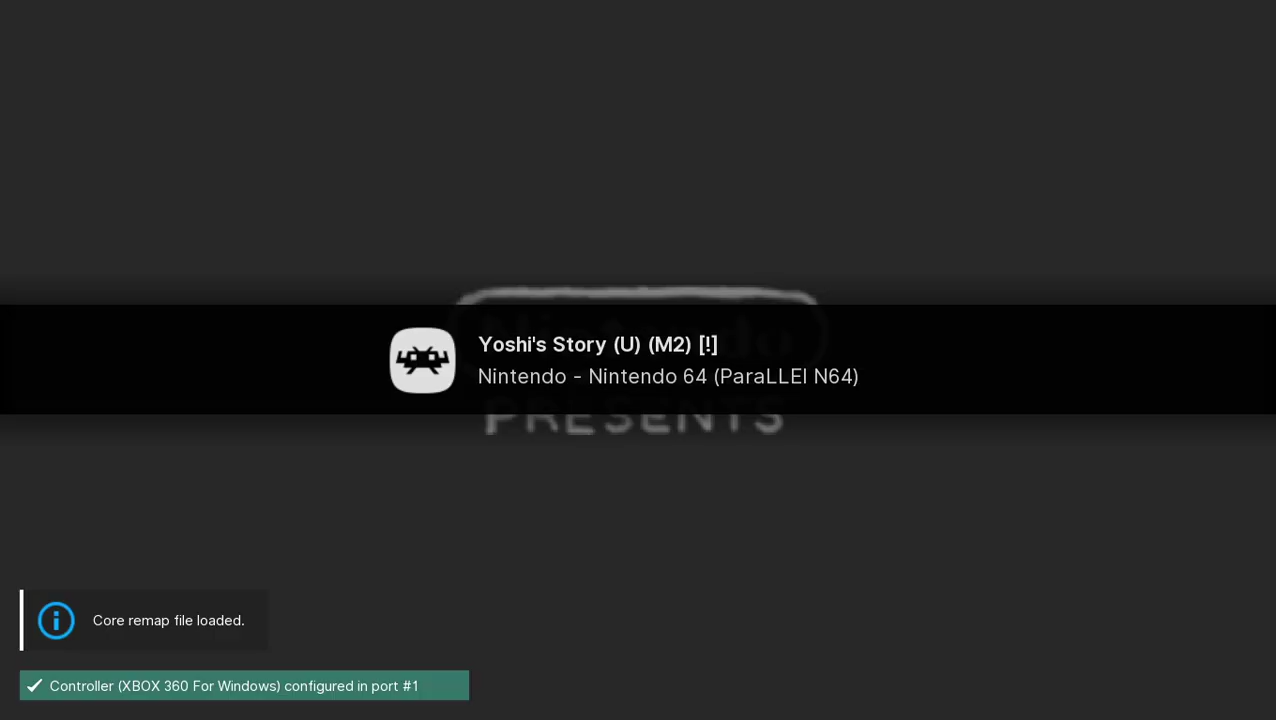 Nintendo
Yoshi's Story (U) (M2) [!]
Nintendo - Nintendo 64 (ParaLLEl N64)
PRESENTS
Core remap file loaded.
Controller (XBOX 360 For Windows) configured in port #1